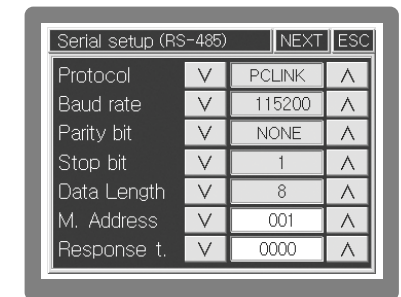 Serial setup (RS-485) NEXT ESC
Protocol V PCLINK Λ
Baud rate V 115200 Λ
Parity bit V NONE Λ
Stop bit V 1 Λ
Data Length V 8 Λ
M. Address V 001 Λ
Response t. V 0000 Λ